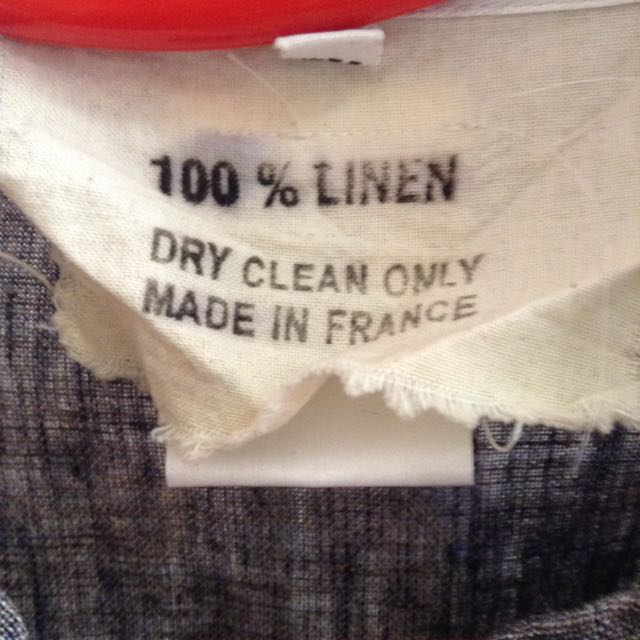 100 % LINEN
DRY CLEAN ONLY
MADE IN FRANCE